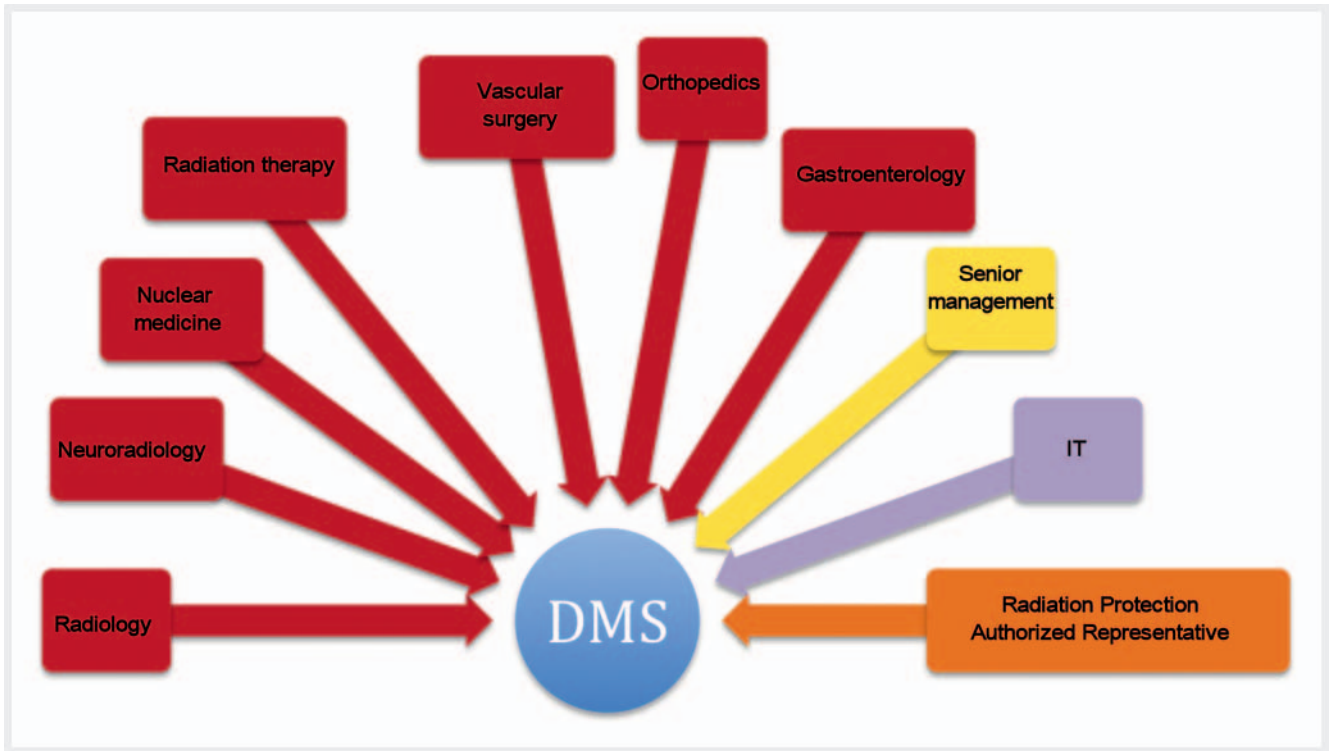 Orthopedics
Vascular
surgery
Radiation therapy
Gastroenterology
Senior
management
Nuclear
medicine
Neuroradiology
IT
Radiology
DMS
Radiation Protection
Authorized Representative